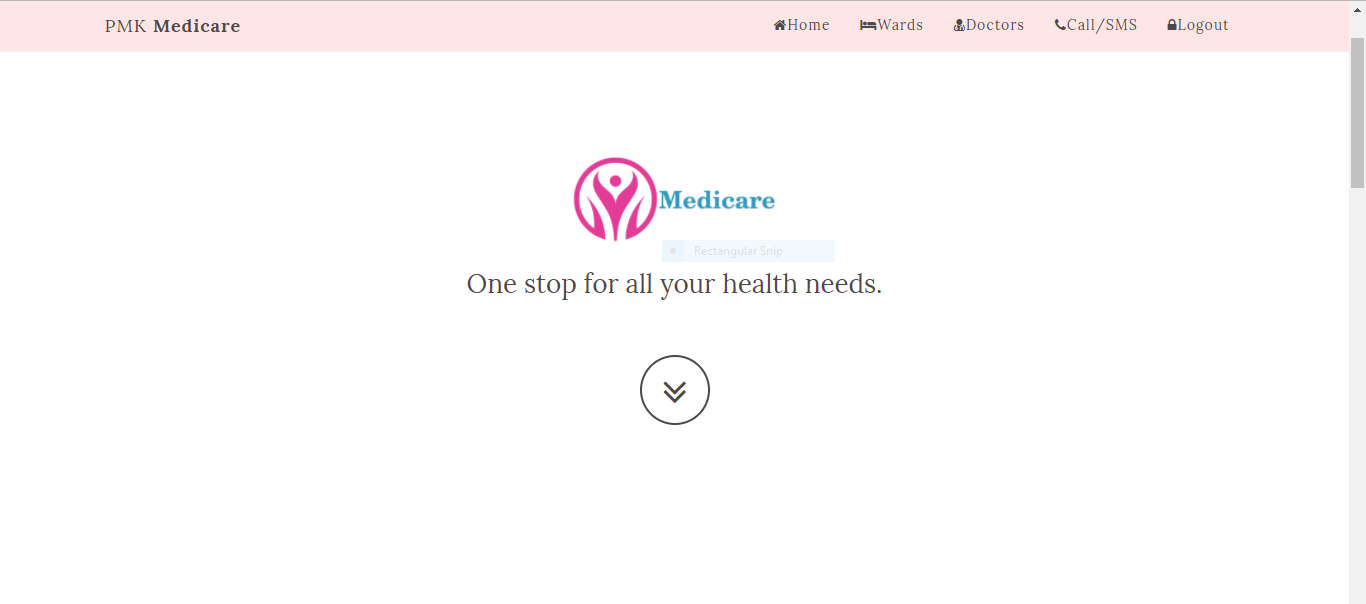 PMK Medicare Home Wards Doctors Call/SMS Logout
Medicare
Rectangular Snip
One stop for all your health needs.